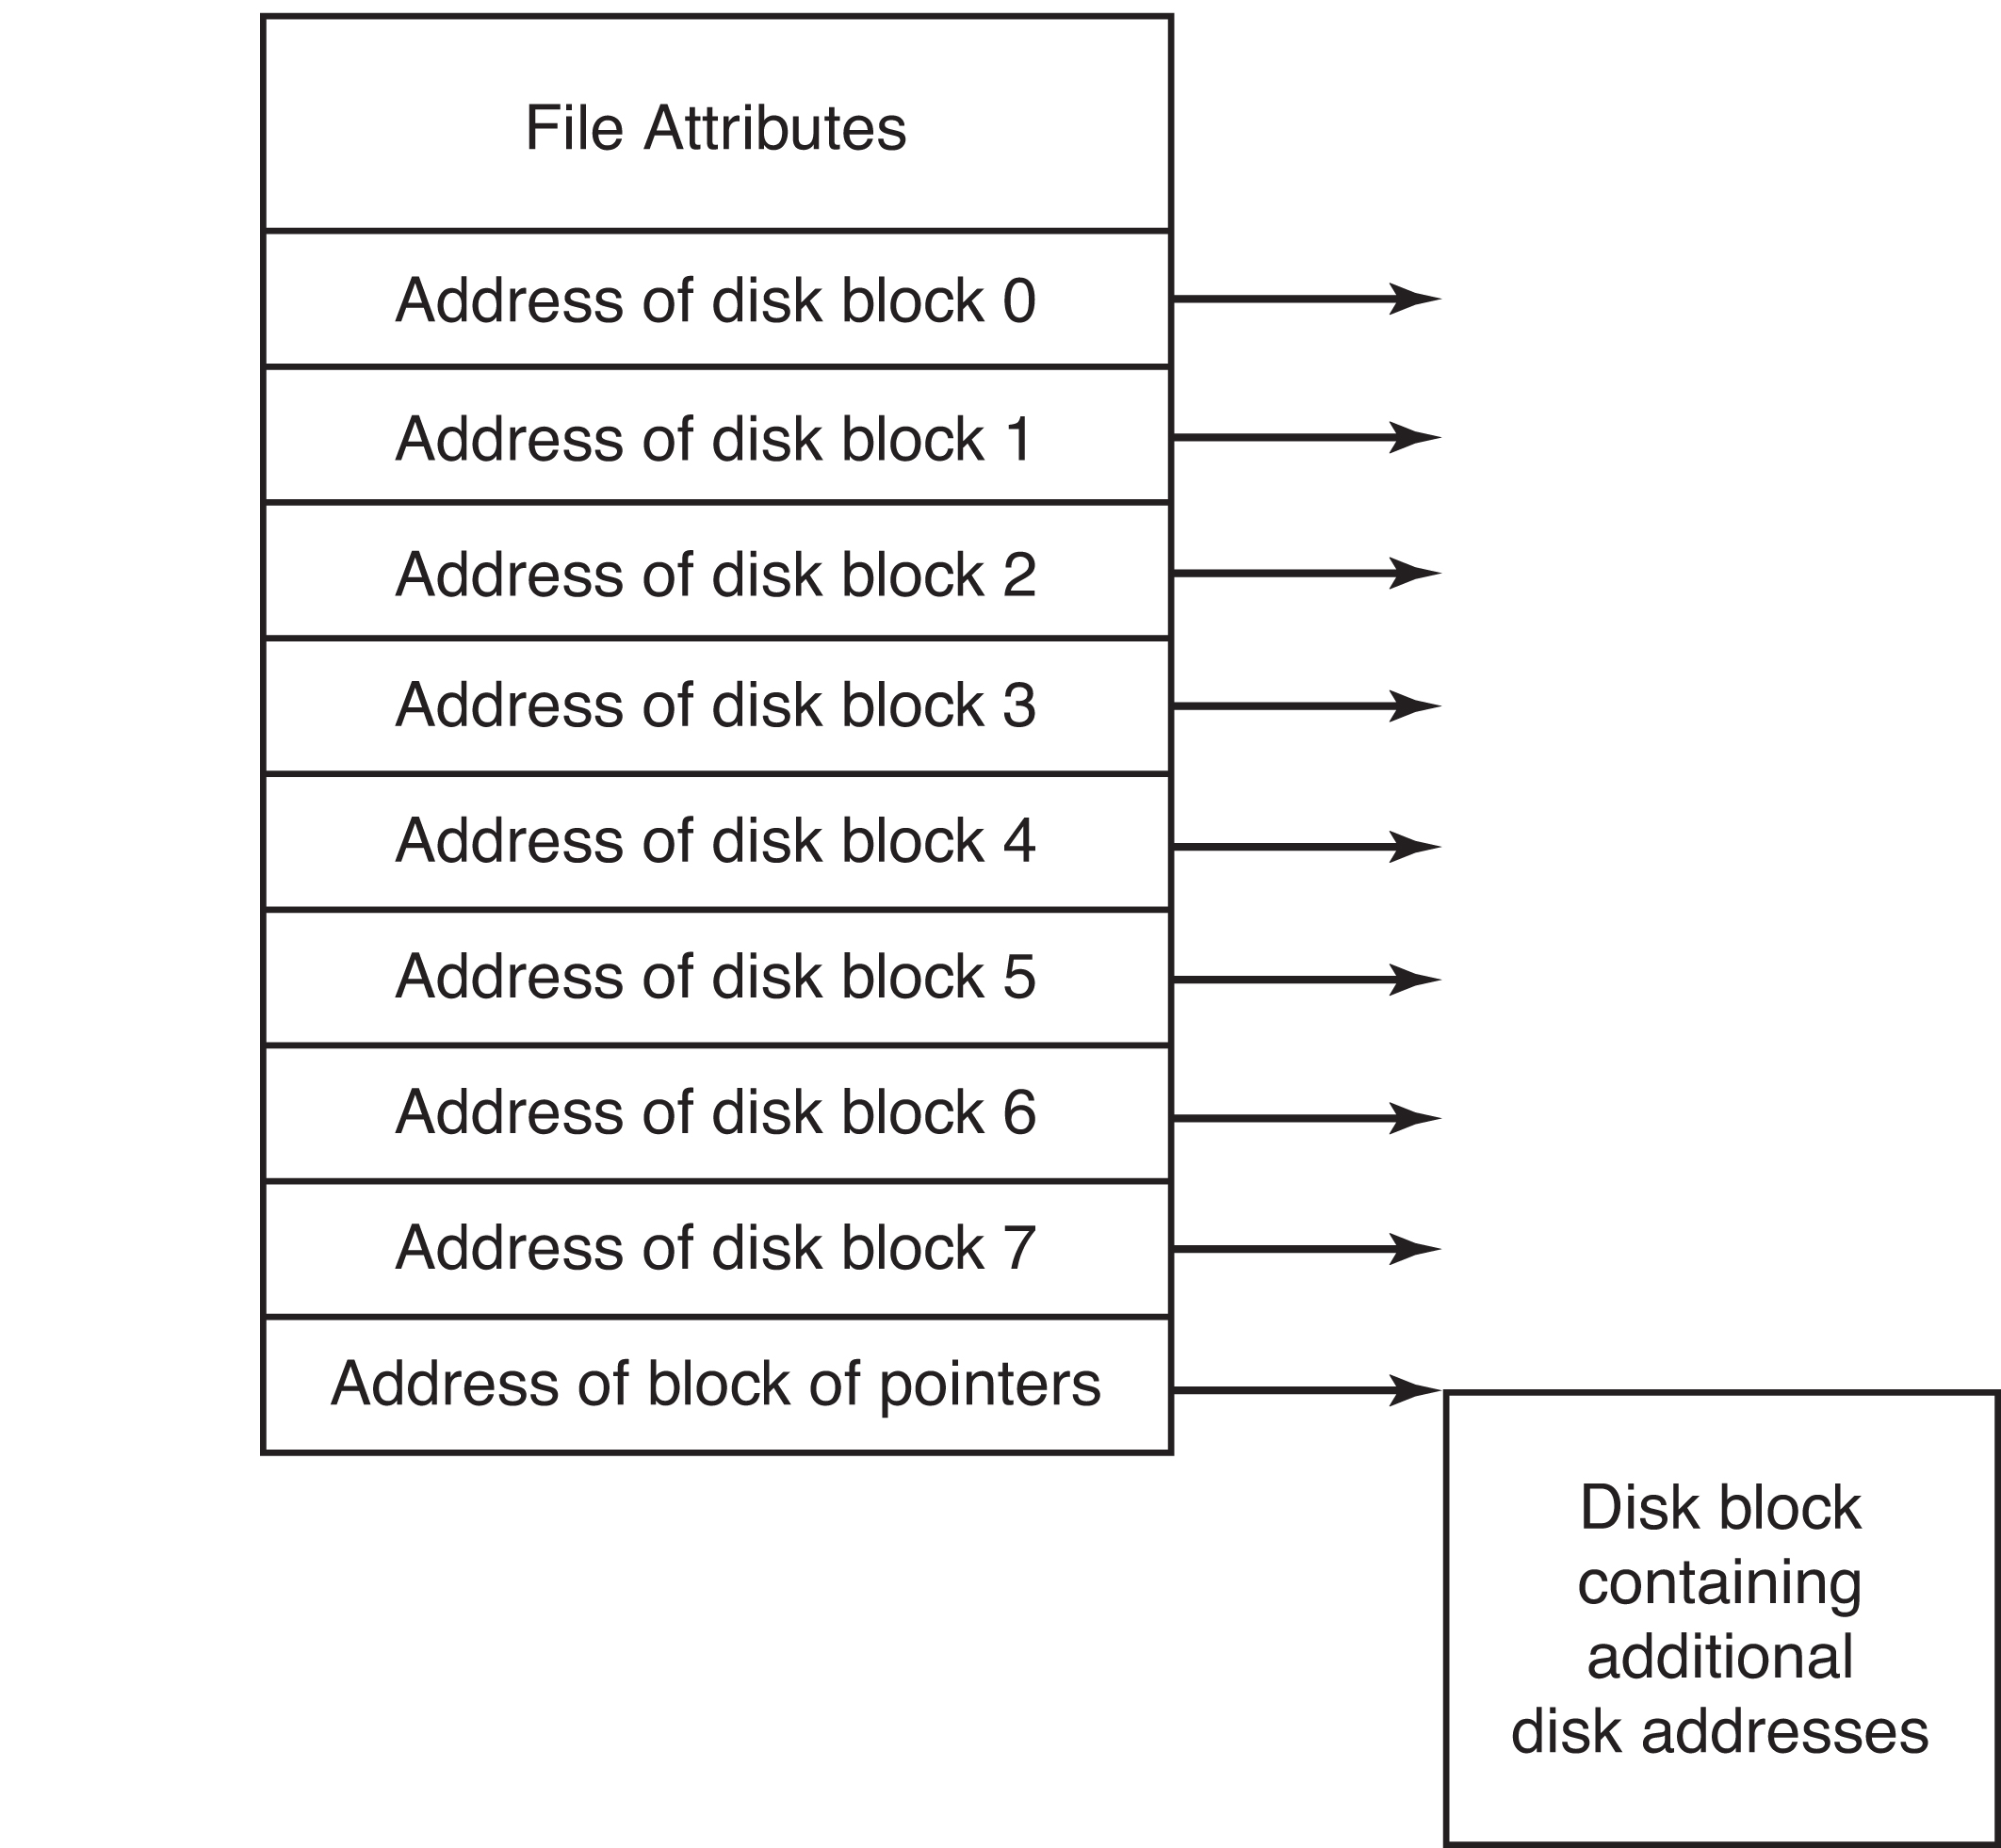 File Attributes
Address of disk block 0
Address of disk block 1
Address of disk block 2
Address of disk block 3
Address of disk block 4
Address of disk block 5
Address of disk block 6
Address of disk block 7
Address of block of pointers
Disk block
containing
additional
disk addresses